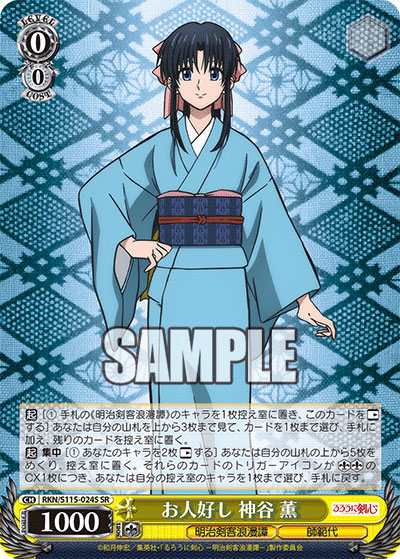 LEVEL
0
0
COST
SAMPLE
起 [① 手札の《明治剣客浪漫譚》のキャラを1枚控え室に置き、このカードを
する] あなたは自分の山札を上から3枚まで見て、カードを1枚まで選び、手札に
加え、残りのカードを控え室に置く。
起 集中 [① あなたのキャラを2枚 する] あなたは自分の山札の上から5枚を
めくり、控え室に置く。それらのカードのトリガーアイコンが の
CX1枚につき、自分の控え室のキャラを1枚まで選び、手札に戻す。
CH RKN/S115-024S SR
お人好し 神谷 薫
るろうに剣心
POWER
1000
明治剣客浪漫譚
師範代
©和月伸宏／集英社・「るろうに剣心 －明治剣客浪漫譚－」製作委員会